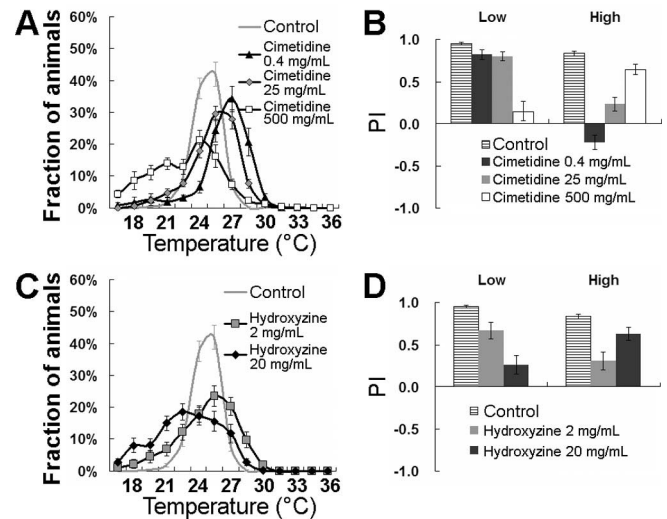 A
Fraction of animals
60%
50%
40%
30%
20%
10%
0%
Control
Cimetidine
0.4 mg/mL
Cimetidine
25 mg/mL
Cimetidine
500 mg/mL
18 21 24 27 30 33 36
Temperature (°C)
B
Low High
PI
1.0
0.5
0.0
-0.5
-1.0
Control
Cimetidine 0.4 mg/mL
Cimetidine 25 mg/mL
Cimetidine 500 mg/mL
C
Fraction of animals
60%
50%
40%
30%
20%
10%
0%
Control
Hydroxyzine
2 mg/mL
Hydroxyzine
20 mg/mL
18 21 24 27 30 33 36
Temperature (°C)
D
Low High
PI
1.0
0.5
0.0
-0.5
-1.0
Control
Hydroxyzine 2 mg/mL
Hydroxyzine 20 mg/mL